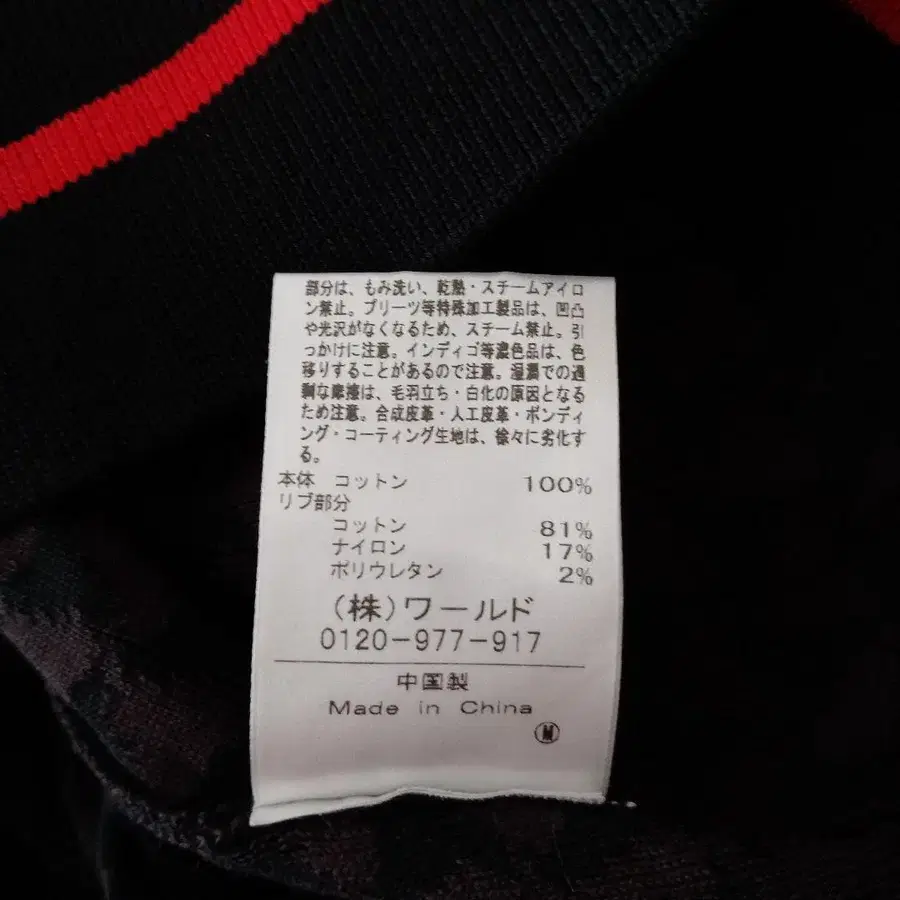 部分は、もみ洗い、乾熱・スチームアイロ
ン禁止。プリーツ等特殊加工製品は、凹凸
や光沢がなくなるため、スチーム禁止。引
っかけに注意。インディゴ等濃色品は、色
移りすることがあるので注意。湿潤での過
剰な摩擦は、毛羽立ち・白化の原因となる
ため注意。合成皮革・人工皮革・ボンディ
ング・コーティング生地は、徐々に劣化す
る。
本体 コットン 100%
リブ部分
コットン 81%
ナイロン 17%
ポリウレタン 2%
(株)ワールド
0120-977-917
中国製
Made in China
Ⓜ